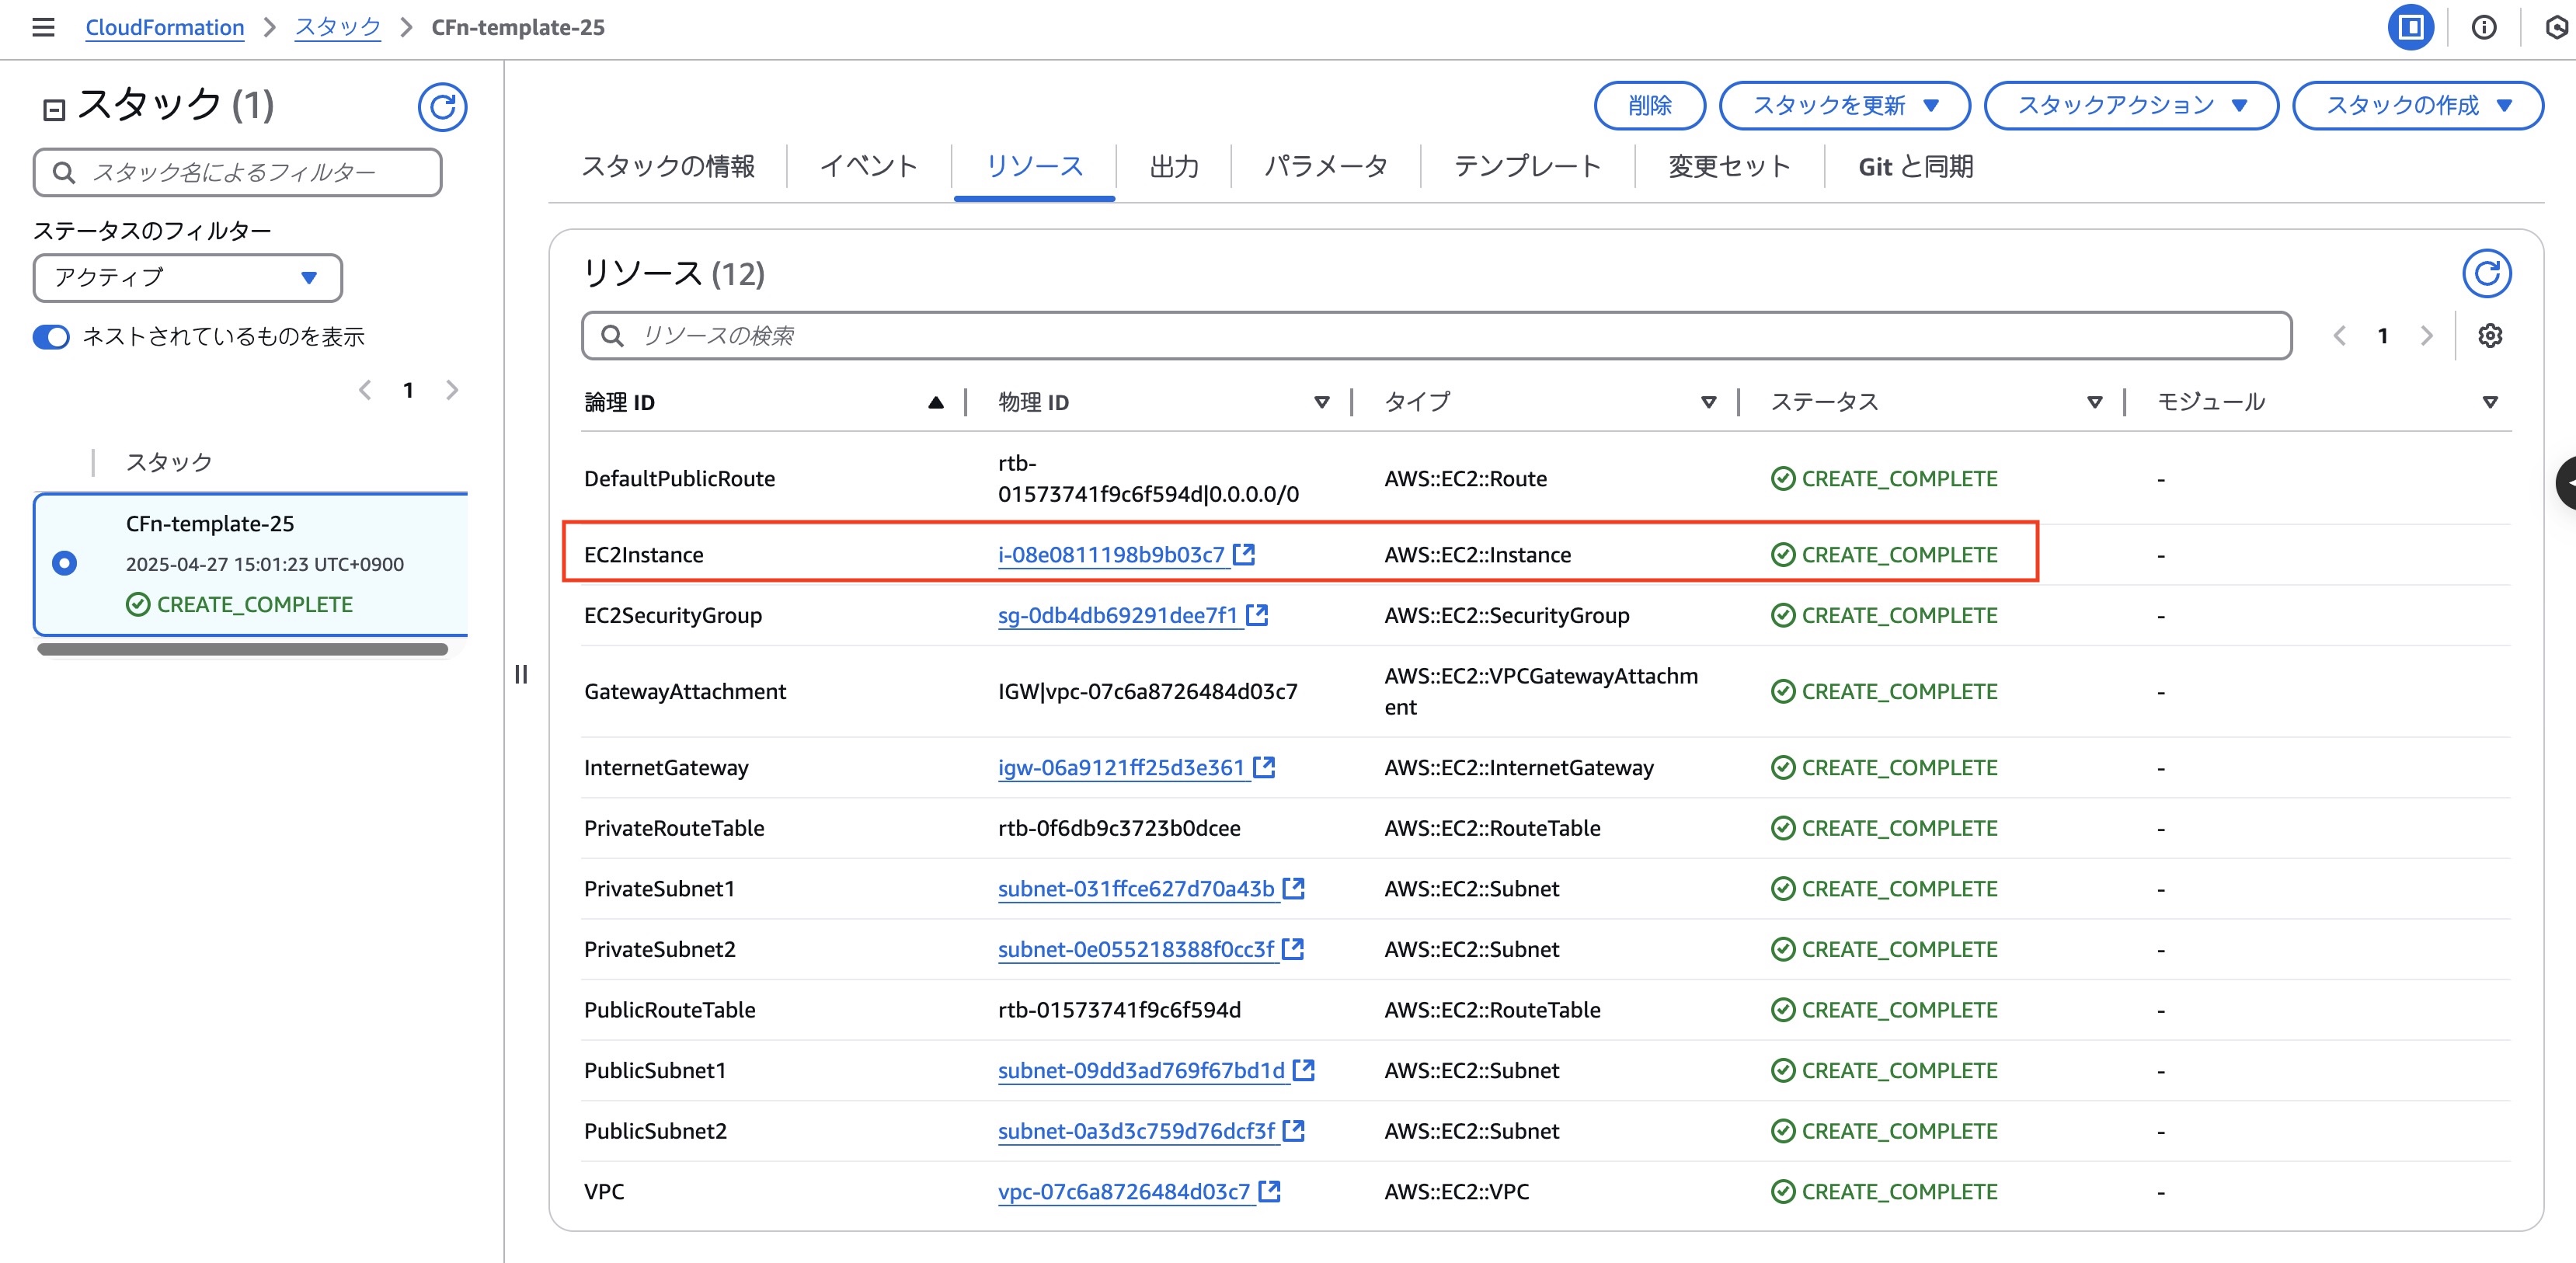 CloudFormation > スタック > CFn-template-25
スタック (1)
スタック名によるフィルター
ステータスのフィルター
アクティブ
ネストされているものを表示
1
スタック
CFn-template-25
2025-04-27 15:01:23 UTC+0900
CREATE_COMPLETE
削除 スタックを更新 スタックアクション スタックの作成
スタックの情報 イベント リソース 出力 パラメータ テンプレート 変更セット Git と同期
リソース (12)
リソースの検索 1
論理 ID 物理 ID タイプ ステータス モジュール
DefaultPublicRoute rtb-01573741f9c6f594d|0.0.0.0/0 AWS::EC2::Route CREATE_COMPLETE -
EC2Instance i-08e0811198b9b03c7 AWS::EC2::Instance CREATE_COMPLETE -
EC2SecurityGroup sg-0db4db69291dee7f1 AWS::EC2::SecurityGroup CREATE_COMPLETE -
GatewayAttachment IGW|vpc-07c6a8726484d03c7 AWS::EC2::VPCGatewayAttachment CREATE_COMPLETE -
InternetGateway igw-06a9121ff25d3e361 AWS::EC2::InternetGateway CREATE_COMPLETE -
PrivateRouteTable rtb-0f6db9c3723b0dcee AWS::EC2::RouteTable CREATE_COMPLETE -
PrivateSubnet1 subnet-031ffce627d70a43b AWS::EC2::Subnet CREATE_COMPLETE -
PrivateSubnet2 subnet-0e055218388f0cc3f AWS::EC2::Subnet CREATE_COMPLETE -
PublicRouteTable rtb-01573741f9c6f594d AWS::EC2::RouteTable CREATE_COMPLETE -
PublicSubnet1 subnet-09dd3ad769f67bd1d AWS::EC2::Subnet CREATE_COMPLETE -
PublicSubnet2 subnet-0a3d3c759d76dcf3f AWS::EC2::Subnet CREATE_COMPLETE -
VPC vpc-07c6a8726484d03c7 AWS::EC2::VPC CREATE_COMPLETE -